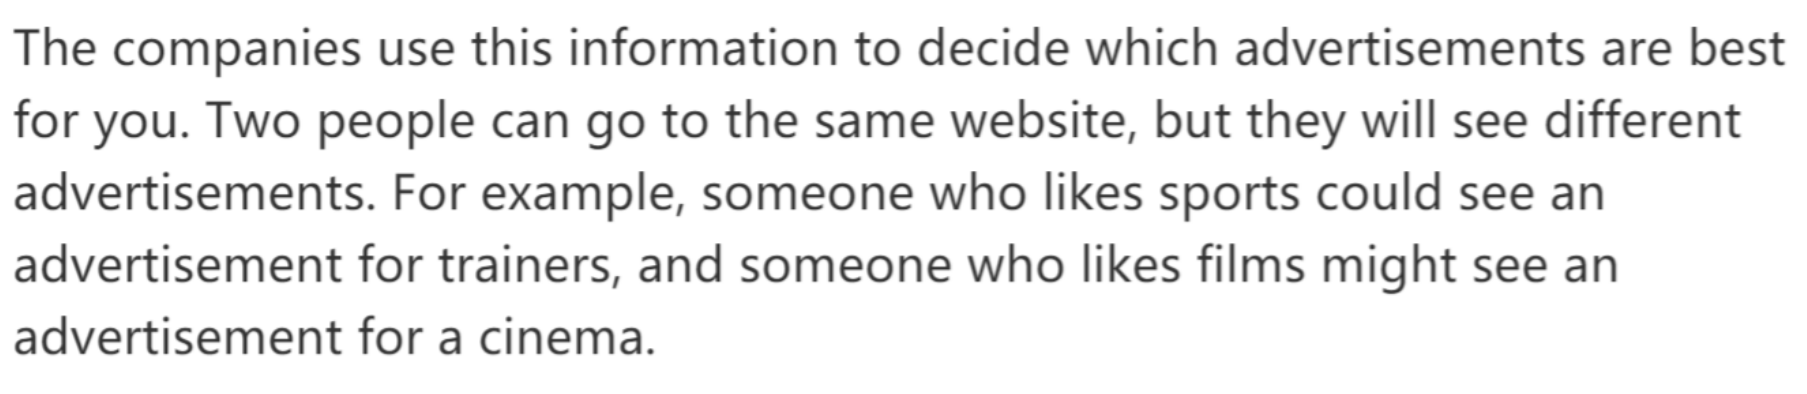 The companies use this information to decide which advertisements are best
for you. Two people can go to the same website, but they will see different
advertisements. For example, someone who likes sports could see an
advertisement for trainers, and someone who likes films might see an
advertisement for a cinema.